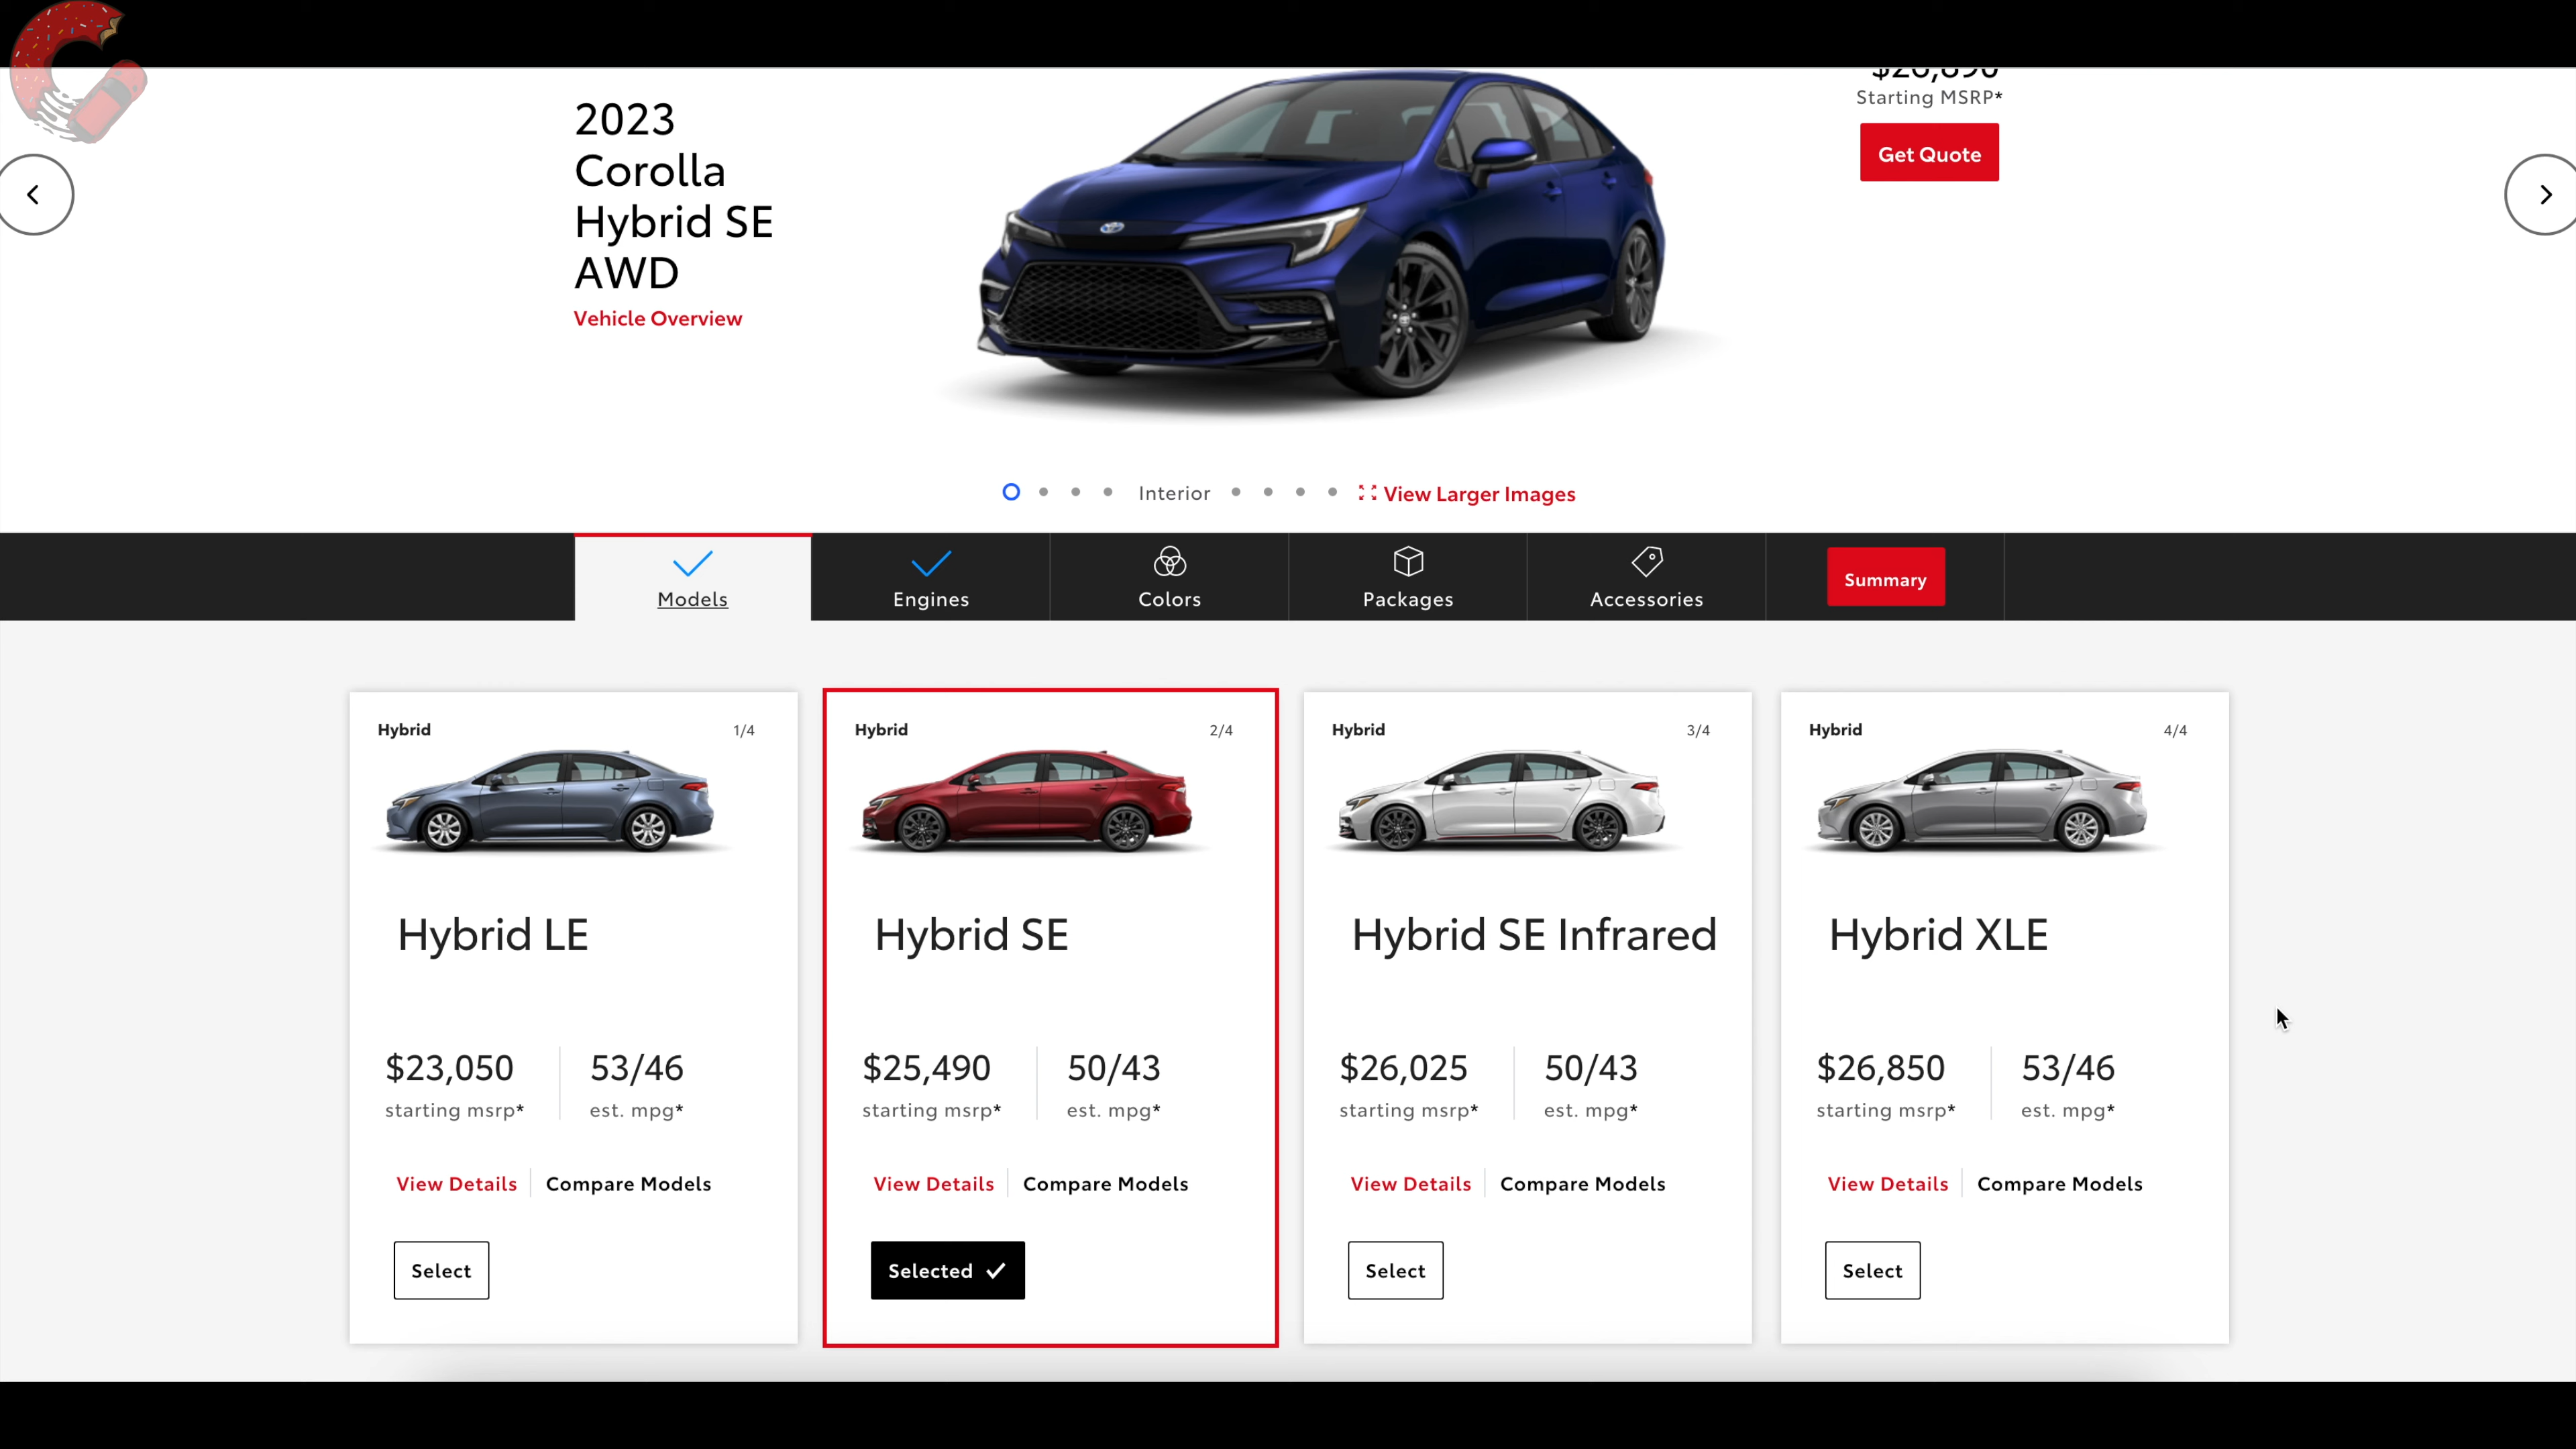 2023
Corolla
Hybrid SE
AWD
Vehicle Overview
Starting MSRP*
Get Quote
Interior
View Larger Images
Models
Engines
Colors
Packages
Accessories
Summary
Hybrid 1/4
Hybrid LE
$23,050 53/46
starting msrp* est. mpg*
View Details Compare Models
Select
Hybrid 2/4
Hybrid SE
$25,490 50/43
starting msrp* est. mpg*
View Details Compare Models
Selected
Hybrid 3/4
Hybrid SE Infrared
$26,025 50/43
starting msrp* est. mpg*
View Details Compare Models
Select
Hybrid 4/4
Hybrid XLE
$26,850 53/46
starting msrp* est. mpg*
View Details Compare Models
Select